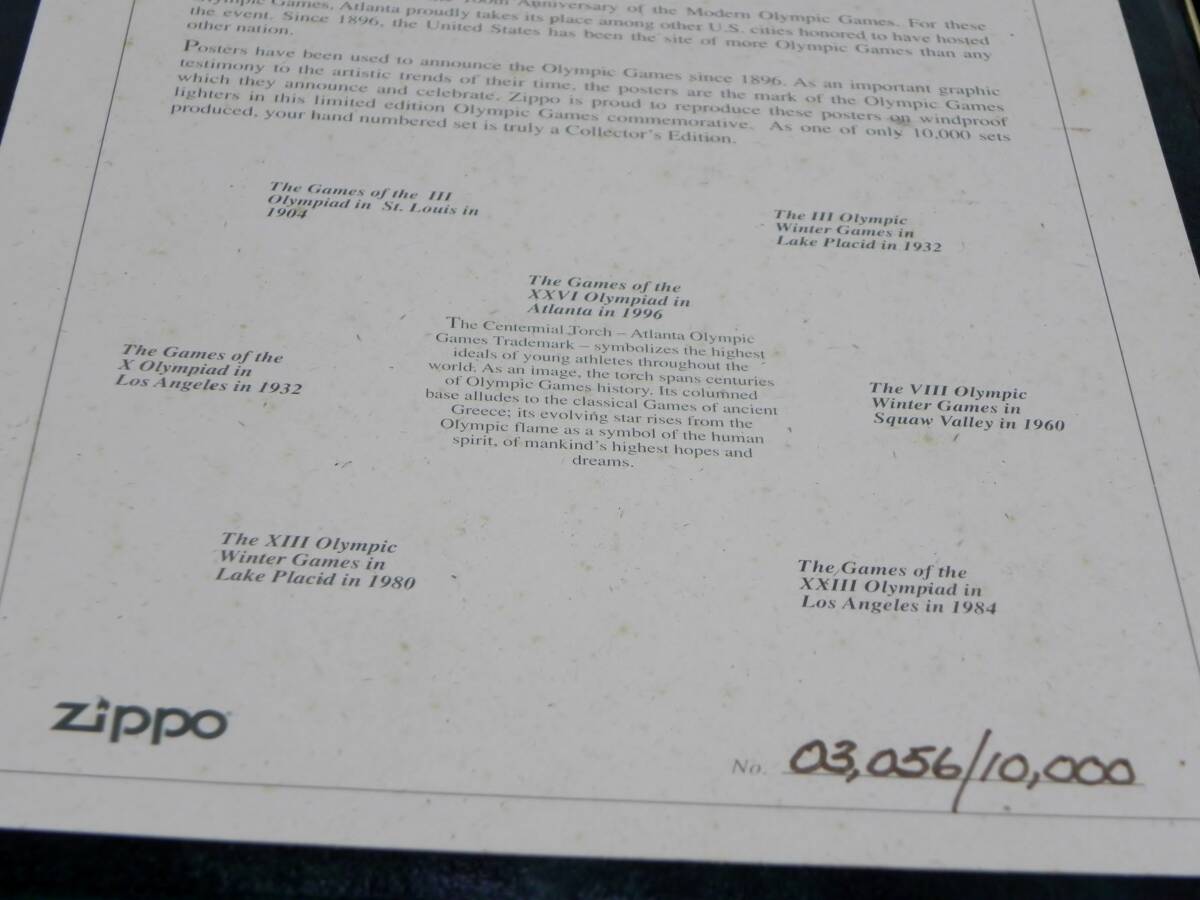 100th Anniversary of the Modern Olympic Games. For these
Olympic Games, Atlanta proudly takes its place among other U.S. cities honored to have hosted
the event. Since 1896, the United States has been the site of more Olympic Games than any
other nation.
Posters have been used to announce the Olympic Games since 1896. As an important graphic
testimony to the artistic trends of their time, the posters are the mark of the Olympic Games
which they announce and celebrate. Zippo is proud to reproduce these posters on windproof
lighters in this limited edition Olympic Games commemorative. As one of only 10,000 sets
produced, your hand numbered set is truly a Collector's Edition.
The Games of the III
Olympiad in St. Louis in
1904
The III Olympic
Winter Games in
Lake Placid in 1932
The Games of the
XXVI Olympiad in
Atlanta in 1996
The Centennial Torch – Atlanta Olympic
Games Trademark – symbolizes the highest
ideals of young athletes throughout the
world. As an image, the torch spans centuries
of Olympic Games history. Its columned
base alludes to the classical Games of ancient
Greece; its evolving star rises from the
Olympic flame as a symbol of the human
spirit, of mankind's highest hopes and
dreams.
The Games of the
X Olympiad in
Los Angeles in 1932
The VIII Olympic
Winter Games in
Squaw Valley in 1960
The XIII Olympic
Winter Games in
Lake Placid in 1980
The Games of the
XXIII Olympiad in
Los Angeles in 1984
zippo
No. 03,056/10,000